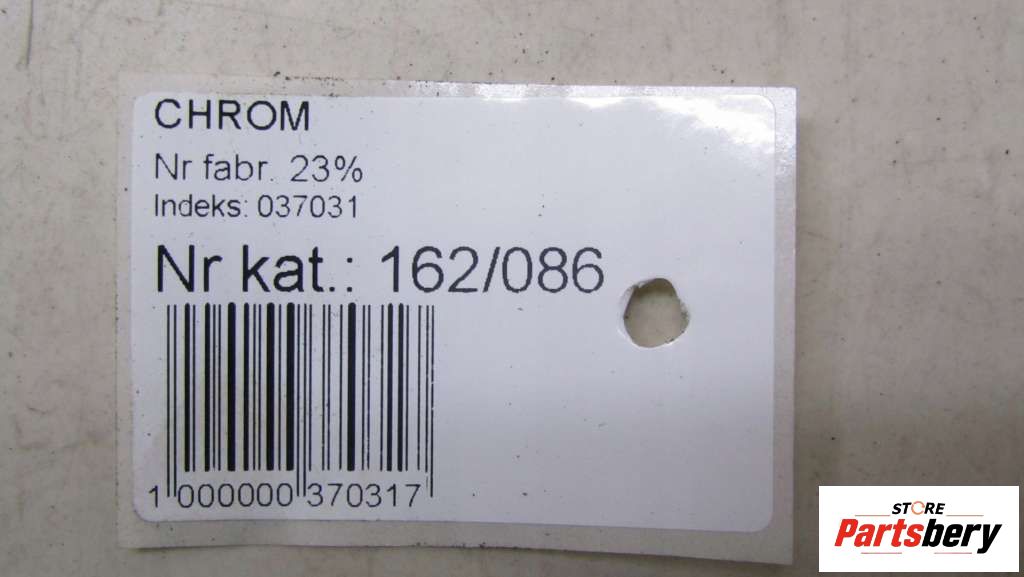 CHROM
Nr fabr. 23%
Indeks: 037031
Nr kat.: 162/086
1 000000 370317
STORE
Partsbery